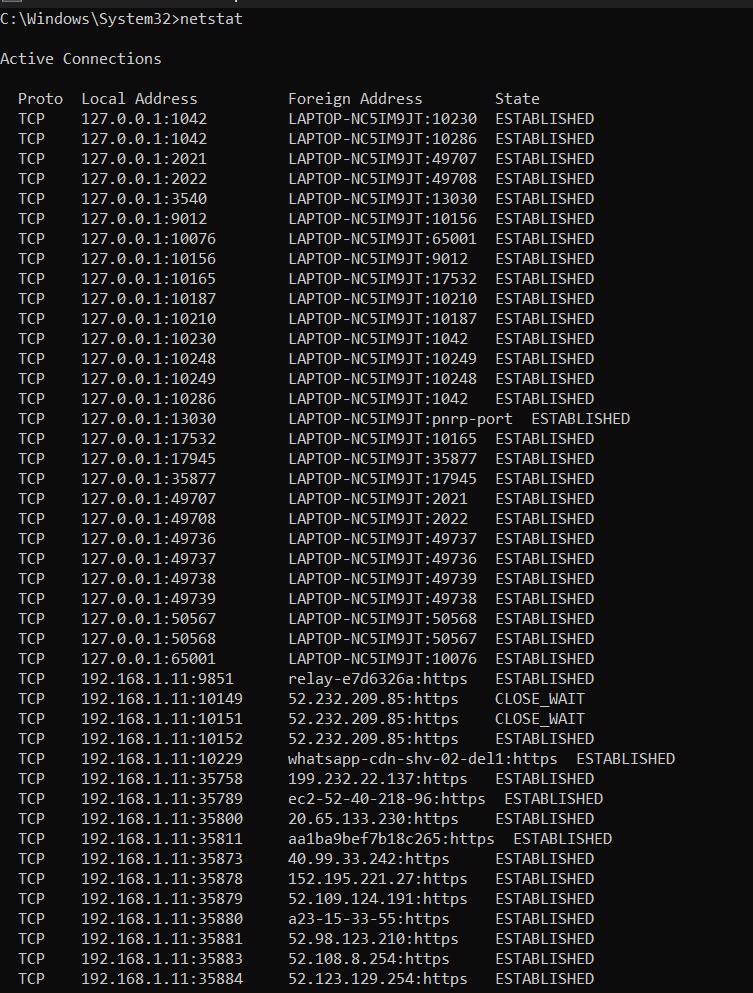 C:\Windows\System32>netstat
Active Connections
Proto  Local Address          Foreign Address        State
TCP    127.0.0.1:1042         LAPTOP-NC5IM9JT:10230  ESTABLISHED
TCP    127.0.0.1:1042         LAPTOP-NC5IM9JT:10286  ESTABLISHED
TCP    127.0.0.1:2021         LAPTOP-NC5IM9JT:49707  ESTABLISHED
TCP    127.0.0.1:2022         LAPTOP-NC5IM9JT:49708  ESTABLISHED
TCP    127.0.0.1:3540         LAPTOP-NC5IM9JT:13030  ESTABLISHED
TCP    127.0.0.1:9012         LAPTOP-NC5IM9JT:10156  ESTABLISHED
TCP    127.0.0.1:10076        LAPTOP-NC5IM9JT:65001  ESTABLISHED
TCP    127.0.0.1:10156        LAPTOP-NC5IM9JT:9012   ESTABLISHED
TCP    127.0.0.1:10165        LAPTOP-NC5IM9JT:17532  ESTABLISHED
TCP    127.0.0.1:10187        LAPTOP-NC5IM9JT:10210  ESTABLISHED
TCP    127.0.0.1:10210        LAPTOP-NC5IM9JT:10187  ESTABLISHED
TCP    127.0.0.1:10230        LAPTOP-NC5IM9JT:1042   ESTABLISHED
TCP    127.0.0.1:10248        LAPTOP-NC5IM9JT:10249  ESTABLISHED
TCP    127.0.0.1:10249        LAPTOP-NC5IM9JT:10248  ESTABLISHED
TCP    127.0.0.1:10286        LAPTOP-NC5IM9JT:1042   ESTABLISHED
TCP    127.0.0.1:13030        LAPTOP-NC5IM9JT:pnrp-port  ESTABLISHED
TCP    127.0.0.1:17532        LAPTOP-NC5IM9JT:10165  ESTABLISHED
TCP    127.0.0.1:17945        LAPTOP-NC5IM9JT:35877  ESTABLISHED
TCP    127.0.0.1:35877        LAPTOP-NC5IM9JT:17945  ESTABLISHED
TCP    127.0.0.1:49707        LAPTOP-NC5IM9JT:2021   ESTABLISHED
TCP    127.0.0.1:49708        LAPTOP-NC5IM9JT:2022   ESTABLISHED
TCP    127.0.0.1:49736        LAPTOP-NC5IM9JT:49737  ESTABLISHED
TCP    127.0.0.1:49737        LAPTOP-NC5IM9JT:49736  ESTABLISHED
TCP    127.0.0.1:49738        LAPTOP-NC5IM9JT:49739  ESTABLISHED
TCP    127.0.0.1:49739        LAPTOP-NC5IM9JT:49738  ESTABLISHED
TCP    127.0.0.1:50567        LAPTOP-NC5IM9JT:50568  ESTABLISHED
TCP    127.0.0.1:50568        LAPTOP-NC5IM9JT:50567  ESTABLISHED
TCP    127.0.0.1:65001        LAPTOP-NC5IM9JT:10076  ESTABLISHED
TCP    192.168.1.11:9851      relay-e7d6326a:https   ESTABLISHED
TCP    192.168.1.11:10149     52.232.209.85:https    CLOSE_WAIT
TCP    192.168.1.11:10151     52.232.209.85:https    CLOSE_WAIT
TCP    192.168.1.11:10152     52.232.209.85:https    ESTABLISHED
TCP    192.168.1.11:10229     whatsapp-cdn-shv-02-del1:https  ESTABLISHED
TCP    192.168.1.11:35758     199.232.22.137:https   ESTABLISHED
TCP    192.168.1.11:35789     ec2-52-40-218-96:https  ESTABLISHED
TCP    192.168.1.11:35800     20.65.133.230:https    ESTABLISHED
TCP    192.168.1.11:35811     aa1ba9bef7b18c265:https  ESTABLISHED
TCP    192.168.1.11:35873     40.99.33.242:https     ESTABLISHED
TCP    192.168.1.11:35878     152.195.221.27:https   ESTABLISHED
TCP    192.168.1.11:35879     52.109.124.191:https   ESTABLISHED
TCP    192.168.1.11:35880     a23-15-33-55:https     ESTABLISHED
TCP    192.168.1.11:35881     52.98.123.210:https    ESTABLISHED
TCP    192.168.1.11:35883     52.108.8.254:https     ESTABLISHED
TCP    192.168.1.11:35884     52.123.129.254:https   ESTABLISHED